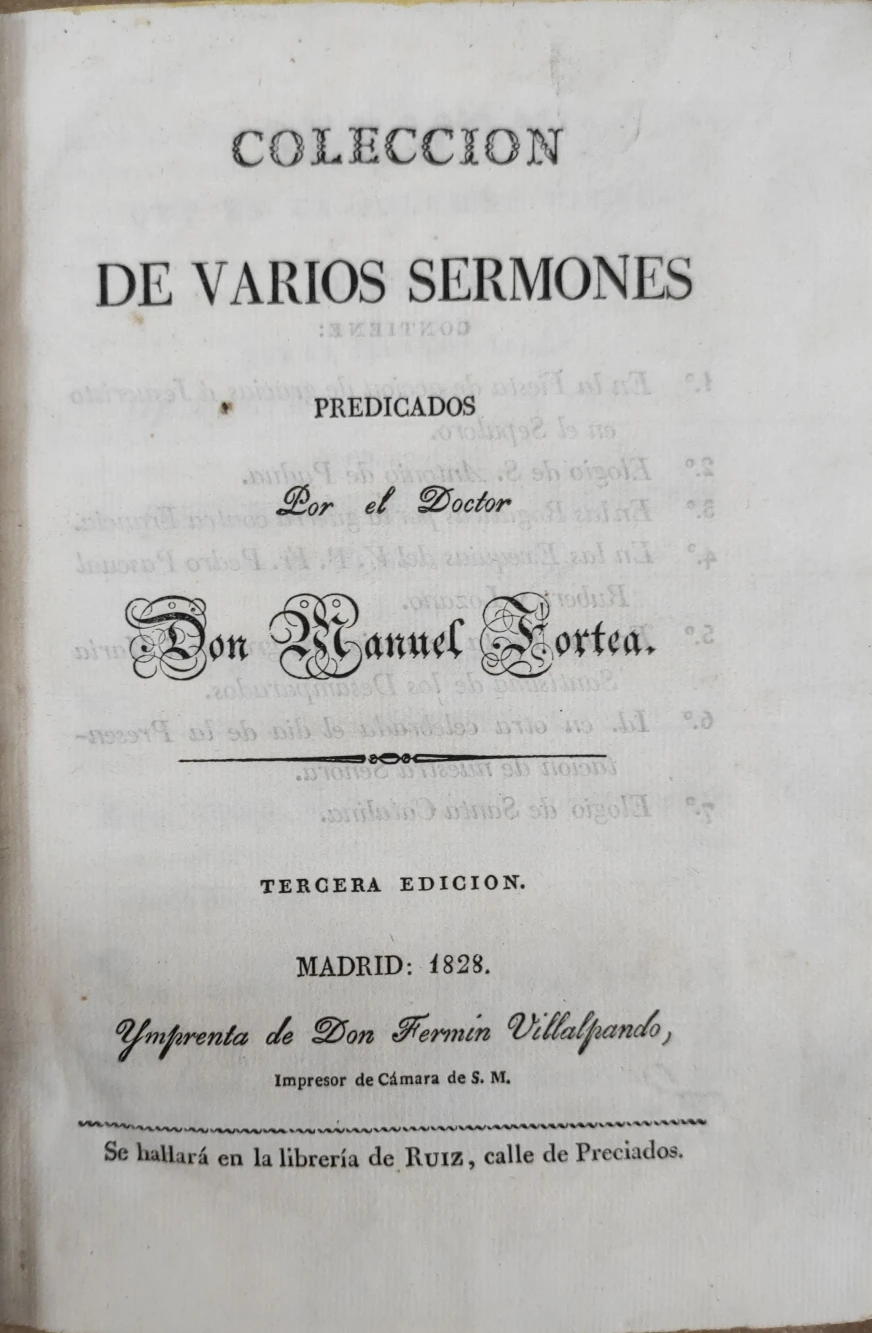 COLECCION
DE VARIOS SERMONES
PREDICADOS
Por el Doctor
Don Manuel Fortea.
TERCERA EDICION.
MADRID: 1828.
Ymprenta de Don Fermin Villalpando,
Impresor de Cámara de S. M.
Se hallará en la librería de RUIZ, calle de Preciados.